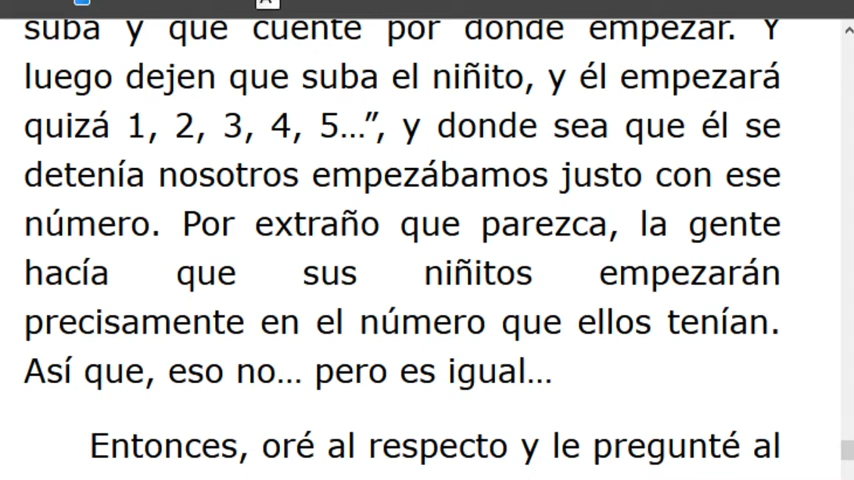 suba y que cuente por donde empezar. Y
luego dejen que suba el niñito, y él empezará
quizá 1, 2, 3, 4, 5…”, y donde sea que él se
detenía nosotros empezábamos justo con ese
número. Por extraño que parezca, la gente
hacía que sus niñitos empezarán
precisamente en el número que ellos tenían.
Así que, eso no… pero es igual…
Entonces, oré al respecto y le pregunté al